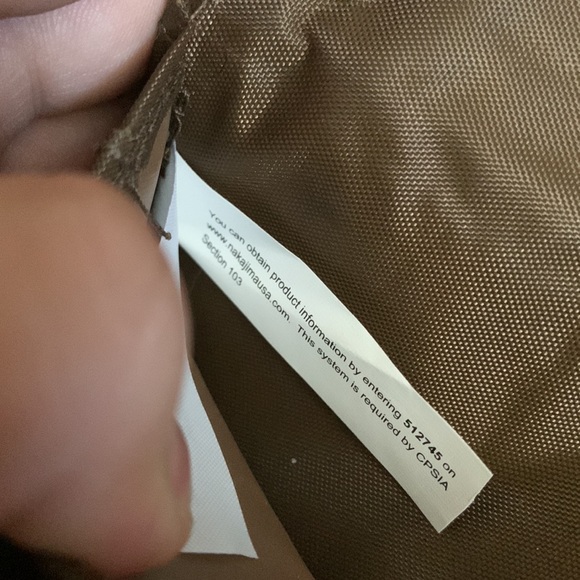 You can obtain product information by entering 512745 on
www.nakajimausa.com. This system is required by CPSIA
Section 103